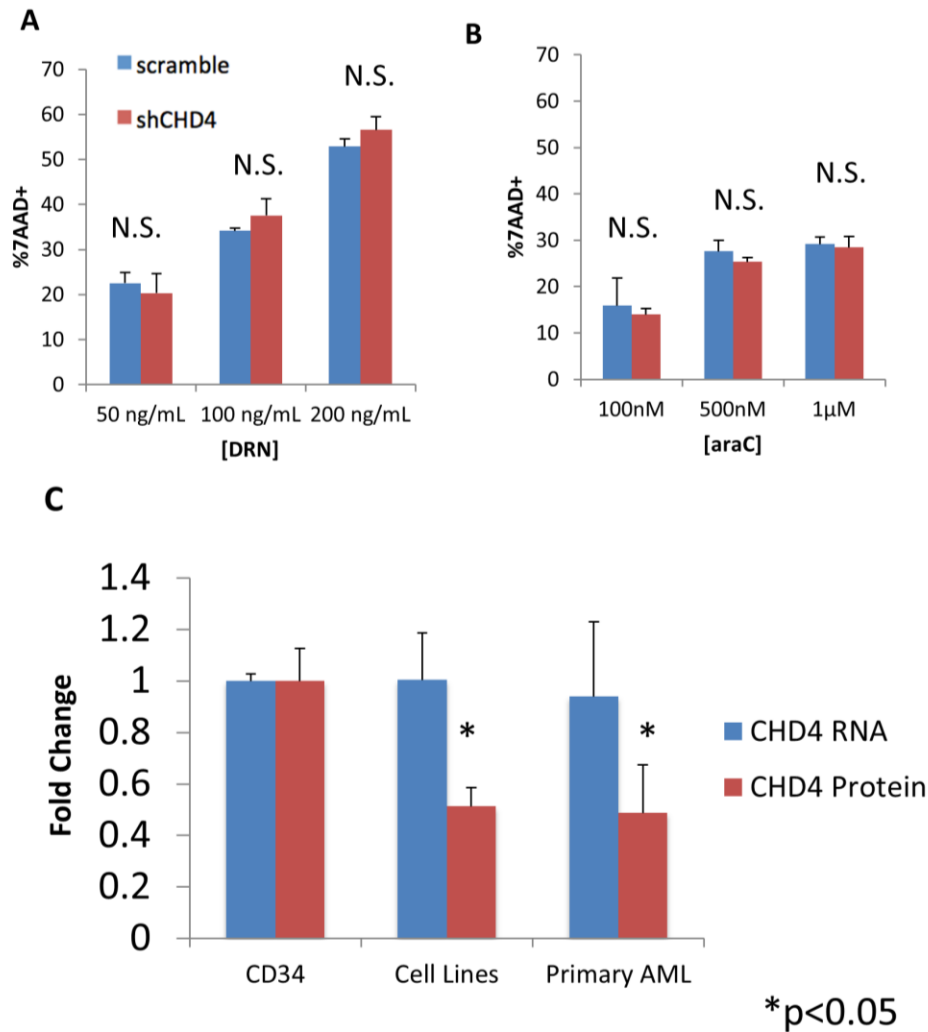 A
scramble
shCHD4
70
60
50
40
30
20
10
0
%7AAD+
N.S.
N.S.
N.S.
50 ng/mL 100 ng/mL 200 ng/mL
[DRN]
B
70
60
50
40
30
20
10
0
%7AAD+
N.S.
N.S.
N.S.
100nM 500nM 1µM
[araC]
C
1.4
1.2
1
0.8
0.6
0.4
0.2
0
Fold Change
*
*
CD34 Cell Lines Primary AML
CHD4 RNA
CHD4 Protein
*p<0.05